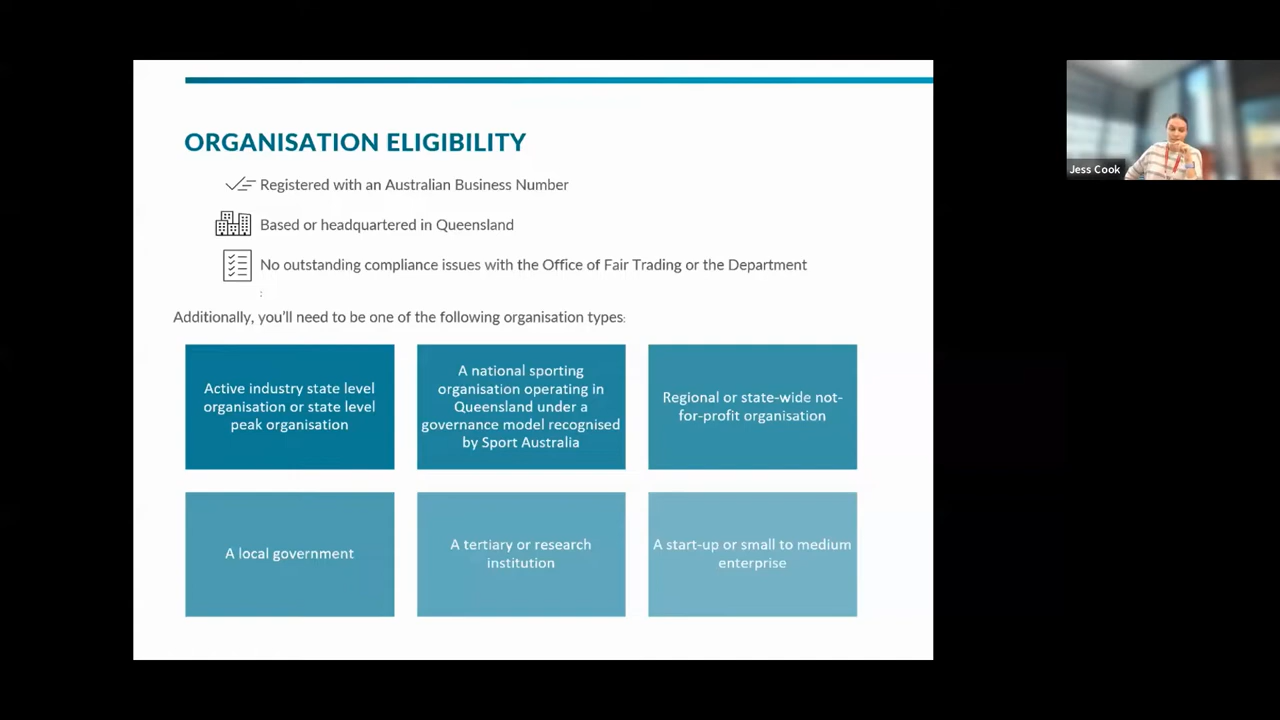 ORGANISATION ELIGIBILITY
Registered with an Australian Business Number
Based or headquartered in Queensland
No outstanding compliance issues with the Office of Fair Trading or the Department
:
Additionally, you'll need to be one of the following organisation types:
Active industry state level
organisation or state level
peak organisation
A national sporting
organisation operating in
Queensland under a
governance model recognised
by Sport Australia
Regional or state-wide not-
for-profit organisation
A local government
A tertiary or research
institution
A start-up or small to medium
enterprise
Jess Cook